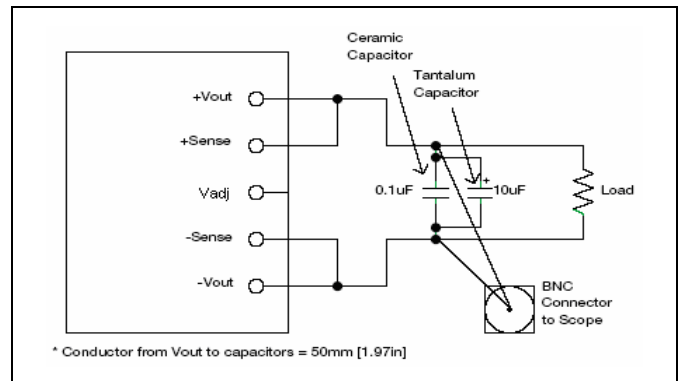 Ceramic
Capacitor
Tantalum
Capacitor
+Vout
+Sense
Vadj
-Sense
-Vout
0.1uF
+
10uF
Load
BNC
Connector
to Scope
* Conductor from Vout to capacitors = 50mm [1.97in]